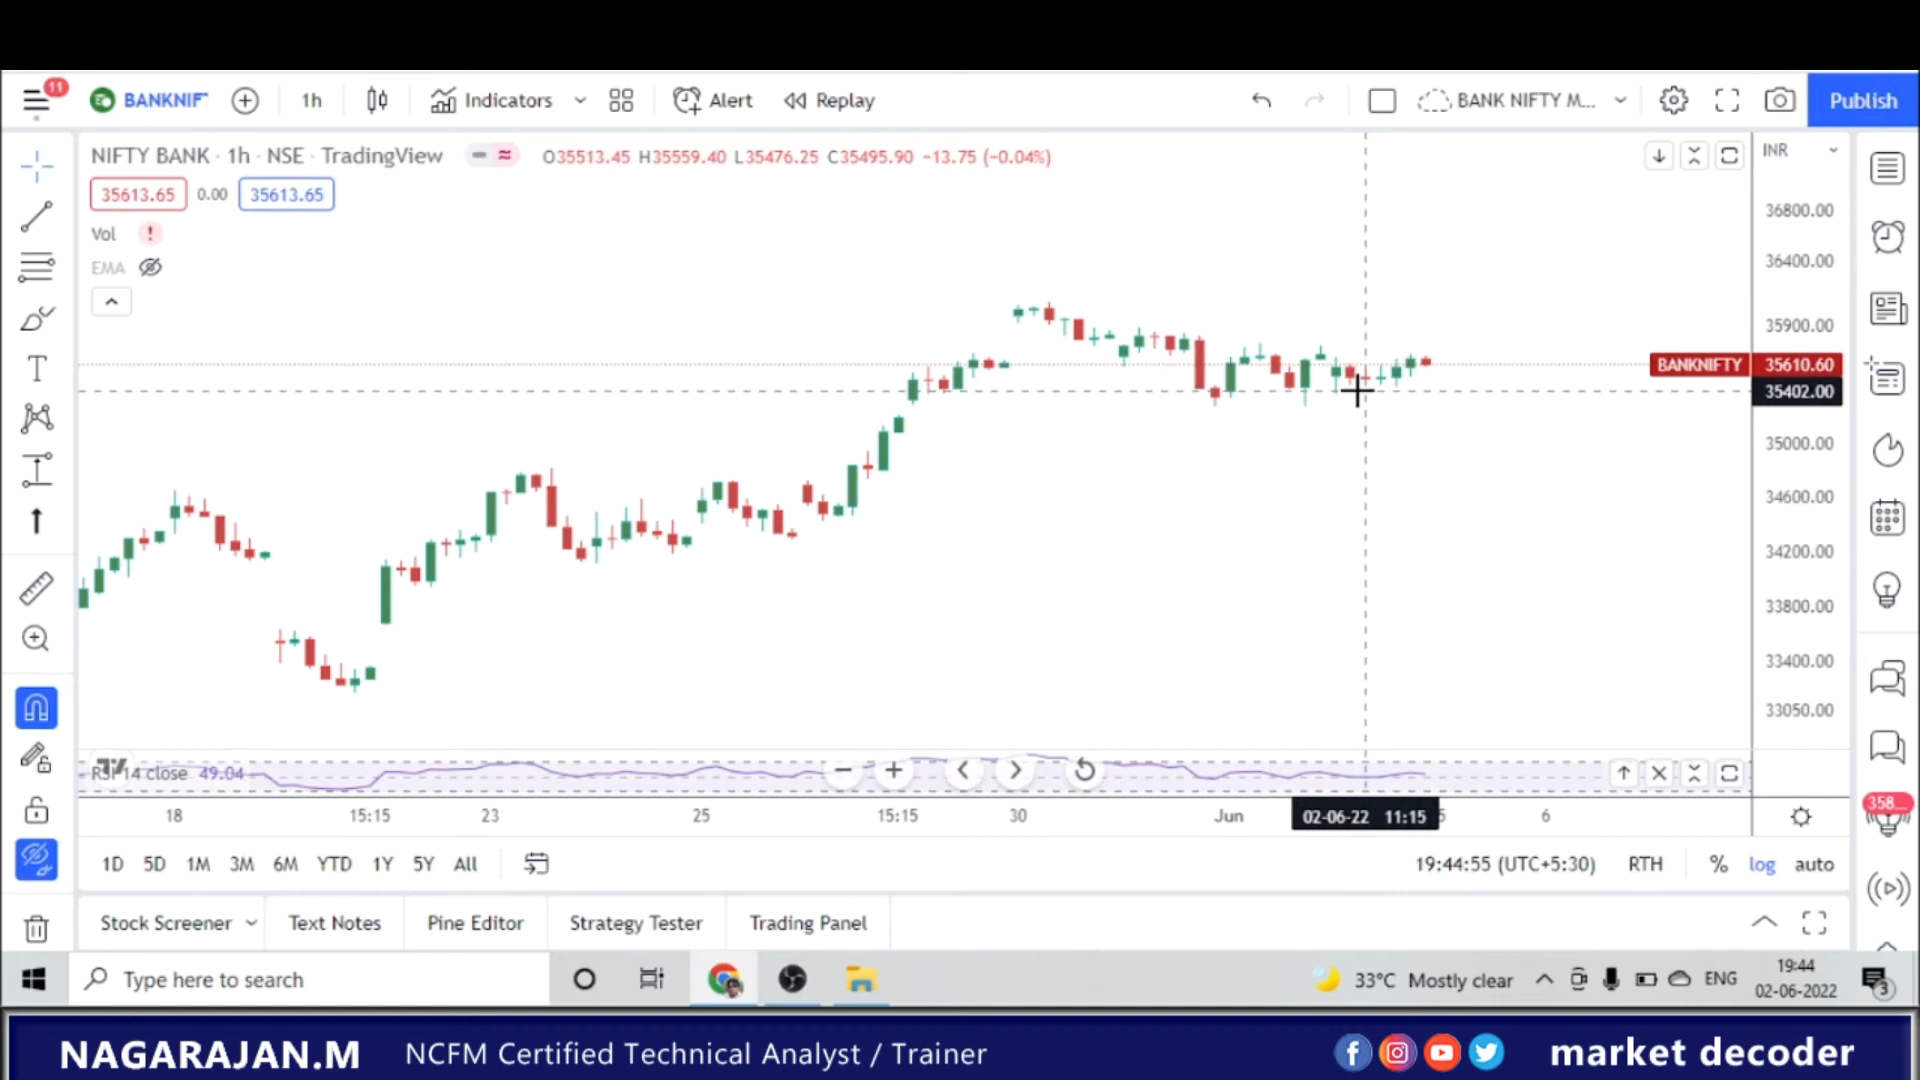 11
BANKNIF
1h
Indicators
Alert
Replay
BANK NIFTY M...
Publish
NIFTY BANK · 1h · NSE · TradingView
O35513.45 H35559.40 L35476.25 C35495.90 −13.75 (−0.04%)
INR
35613.65
0.00
35613.65
Vol
!
EMA
36800.00
36400.00
35900.00
BANKNIFTY
35610.60
35402.00
35000.00
34600.00
34200.00
33800.00
33400.00
33050.00
RSI 14 close 49.04
18
15:15
23
25
15:15
30
Jun
02-06-22 11:15
6
358...
1D 5D 1M 3M 6M YTD 1Y 5Y All
19:44:55 (UTC+5:30)
RTH
%
log
auto
Stock Screener
Text Notes
Pine Editor
Strategy Tester
Trading Panel
Type here to search
33°C Mostly clear
ENG
19:44
02-06-2022
3
NAGARAJAN.M
NCFM Certified Technical Analyst / Trainer
market decoder